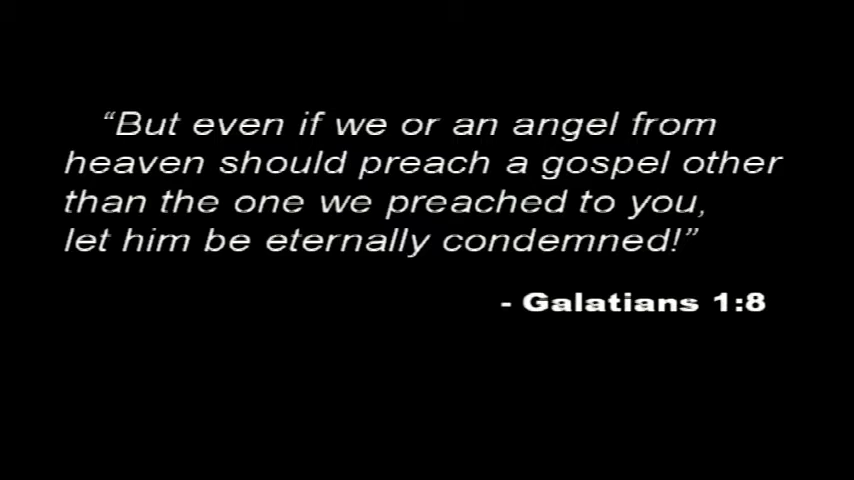 “But even if we or an angel from
heaven should preach a gospel other
than the one we preached to you,
let him be eternally condemned!”
- Galatians 1:8